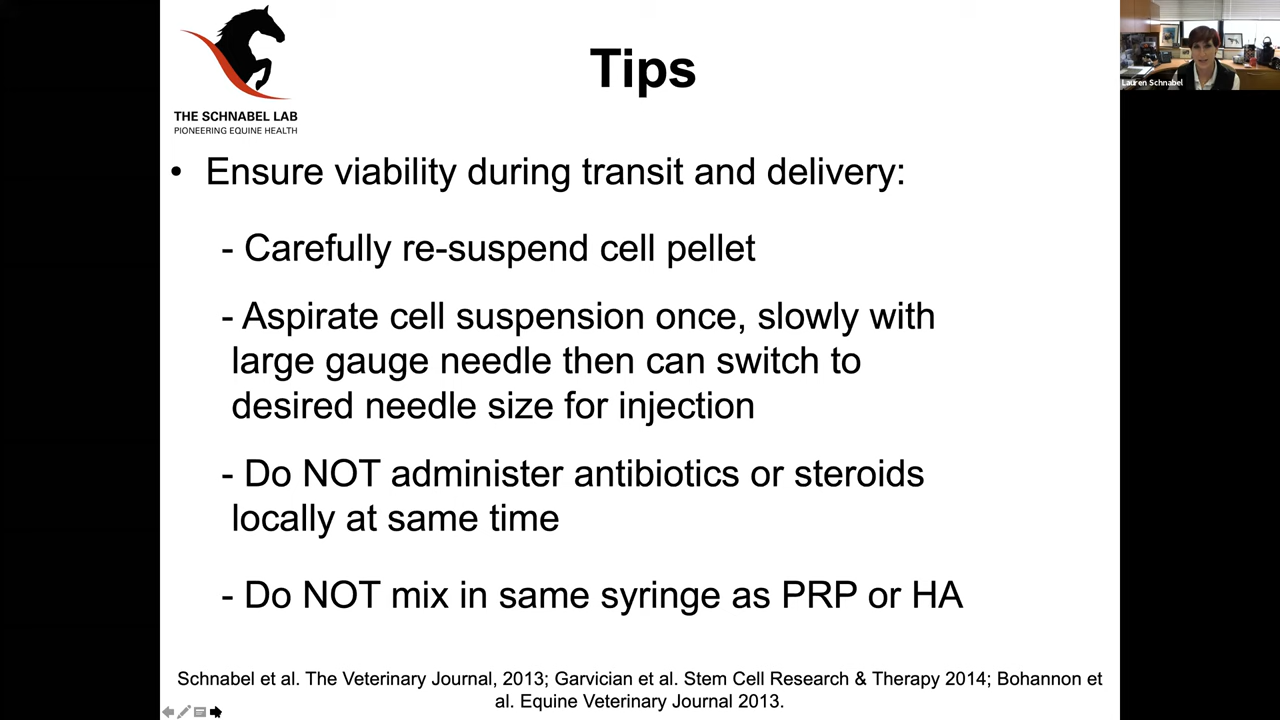 THE SCHNABEL LAB
PIONEERING EQUINE HEALTH
Tips
Lauren Schnabel
• Ensure viability during transit and delivery:
- Carefully re-suspend cell pellet
- Aspirate cell suspension once, slowly with
large gauge needle then can switch to
desired needle size for injection
- Do NOT administer antibiotics or steroids
locally at same time
- Do NOT mix in same syringe as PRP or HA
Schnabel et al. The Veterinary Journal, 2013; Garvician et al. Stem Cell Research & Therapy 2014; Bohannon et
al. Equine Veterinary Journal 2013.